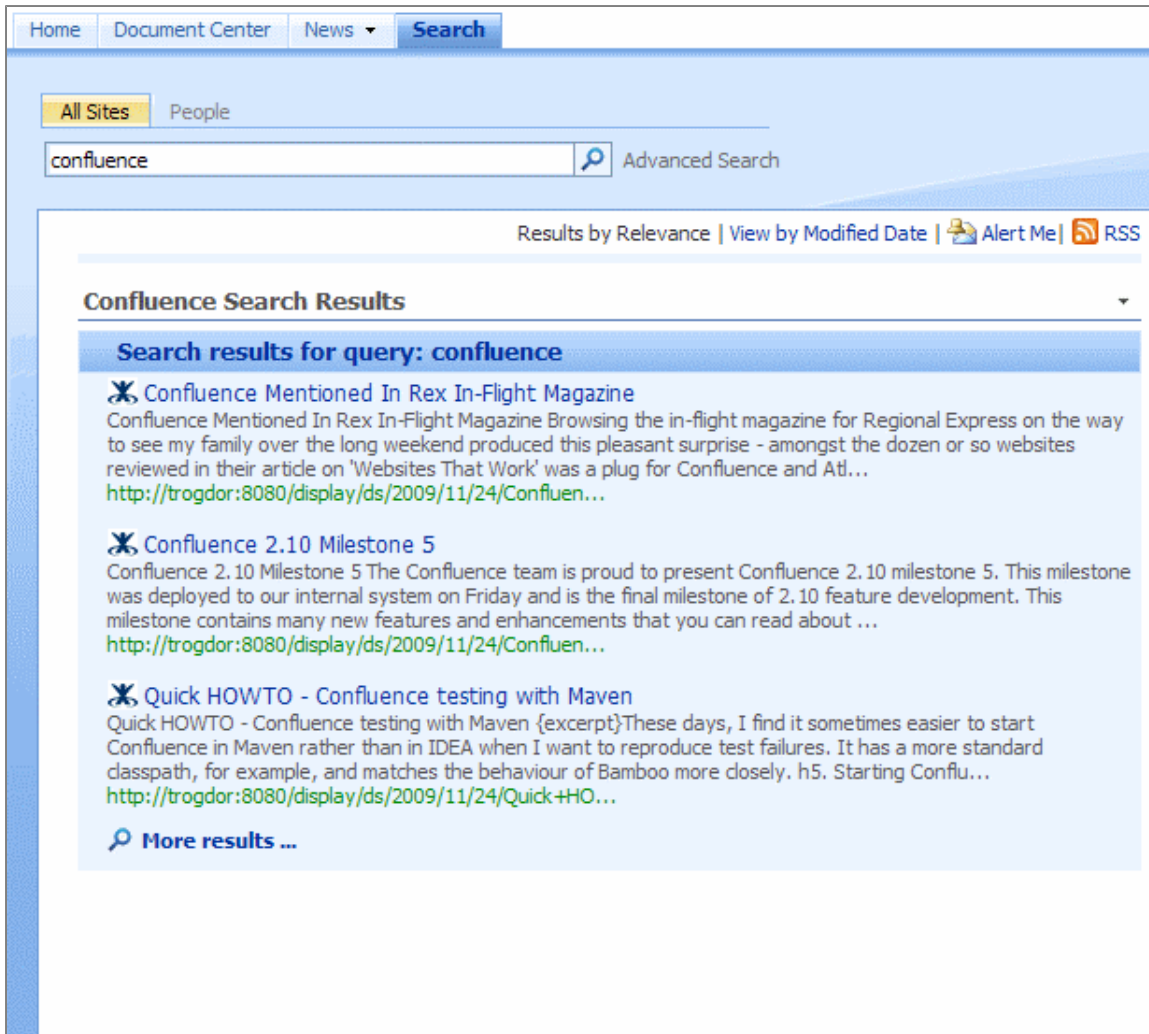 Home Document Center News Search
All Sites People
confluence Advanced Search
Results by Relevance | View by Modified Date | Alert Me | RSS
Confluence Search Results
Search results for query: confluence
Confluence Mentioned In Rex In-Flight Magazine
Confluence Mentioned In Rex In-Flight Magazine Browsing the in-flight magazine for Regional Express on the way
to see my family over the long weekend produced this pleasant surprise - amongst the dozen or so websites
reviewed in their article on 'Websites That Work' was a plug for Confluence and Atl...
http://trogdor:8080/display/ds/2009/11/24/Confluen...
Confluence 2.10 Milestone 5
Confluence 2.10 Milestone 5 The Confluence team is proud to present Confluence 2.10 milestone 5. This milestone
was deployed to our internal system on Friday and is the final milestone of 2.10 feature development. This
milestone contains many new features and enhancements that you can read about ...
http://trogdor:8080/display/ds/2009/11/24/Confluen...
Quick HOWTO - Confluence testing with Maven
Quick HOWTO - Confluence testing with Maven {excerpt}These days, I find it sometimes easier to start
Confluence in Maven rather than in IDEA when I want to reproduce test failures. It has a more standard
classpath, for example, and matches the behaviour of Bamboo more closely. h5. Starting Conflu...
http://trogdor:8080/display/ds/2009/11/24/Quick+HO...
More results ...